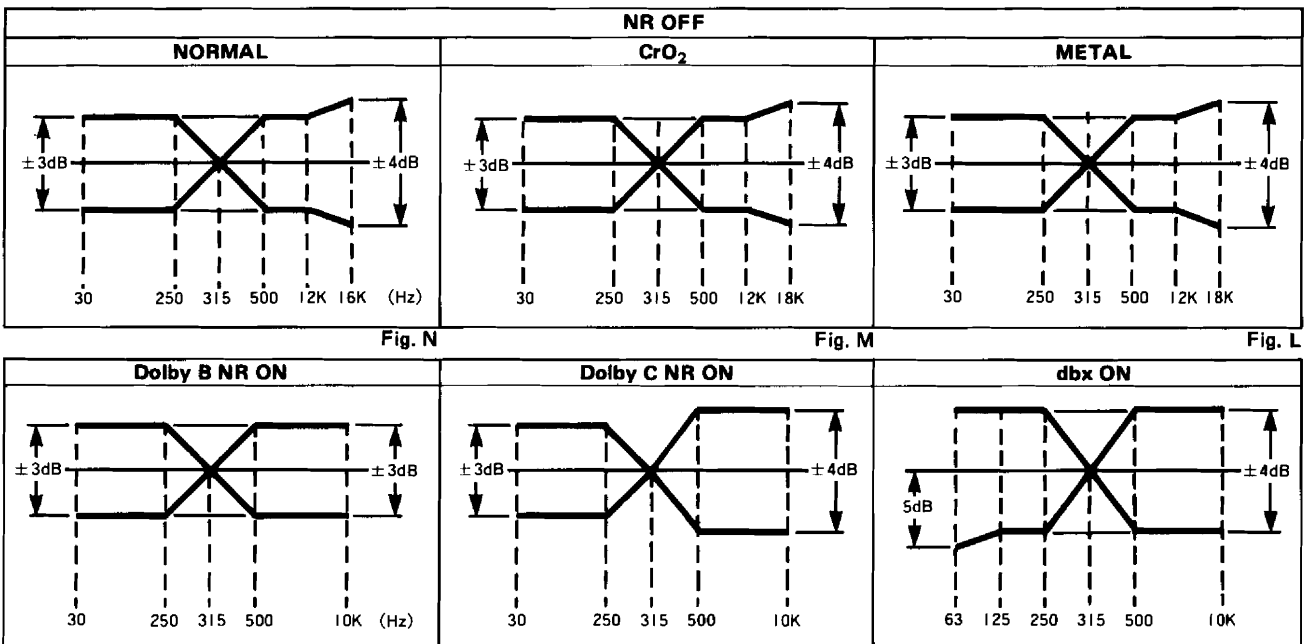 NR OFF
NORMAL
CrO₂
METAL
±3dB
±4dB
30 250 315 500 12K 16K (Hz)
±3dB
±4dB
30 250 315 500 12K 18K
±3dB
±4dB
30 250 315 500 12K 18K
Fig. N
Fig. M
Fig. L
Dolby B NR ON
Dolby C NR ON
dbx ON
±3dB
±3dB
30 250 315 500 10K (Hz)
±3dB
±4dB
30 250 315 500 10K
5dB
±4dB
63 125 250 315 500 10K